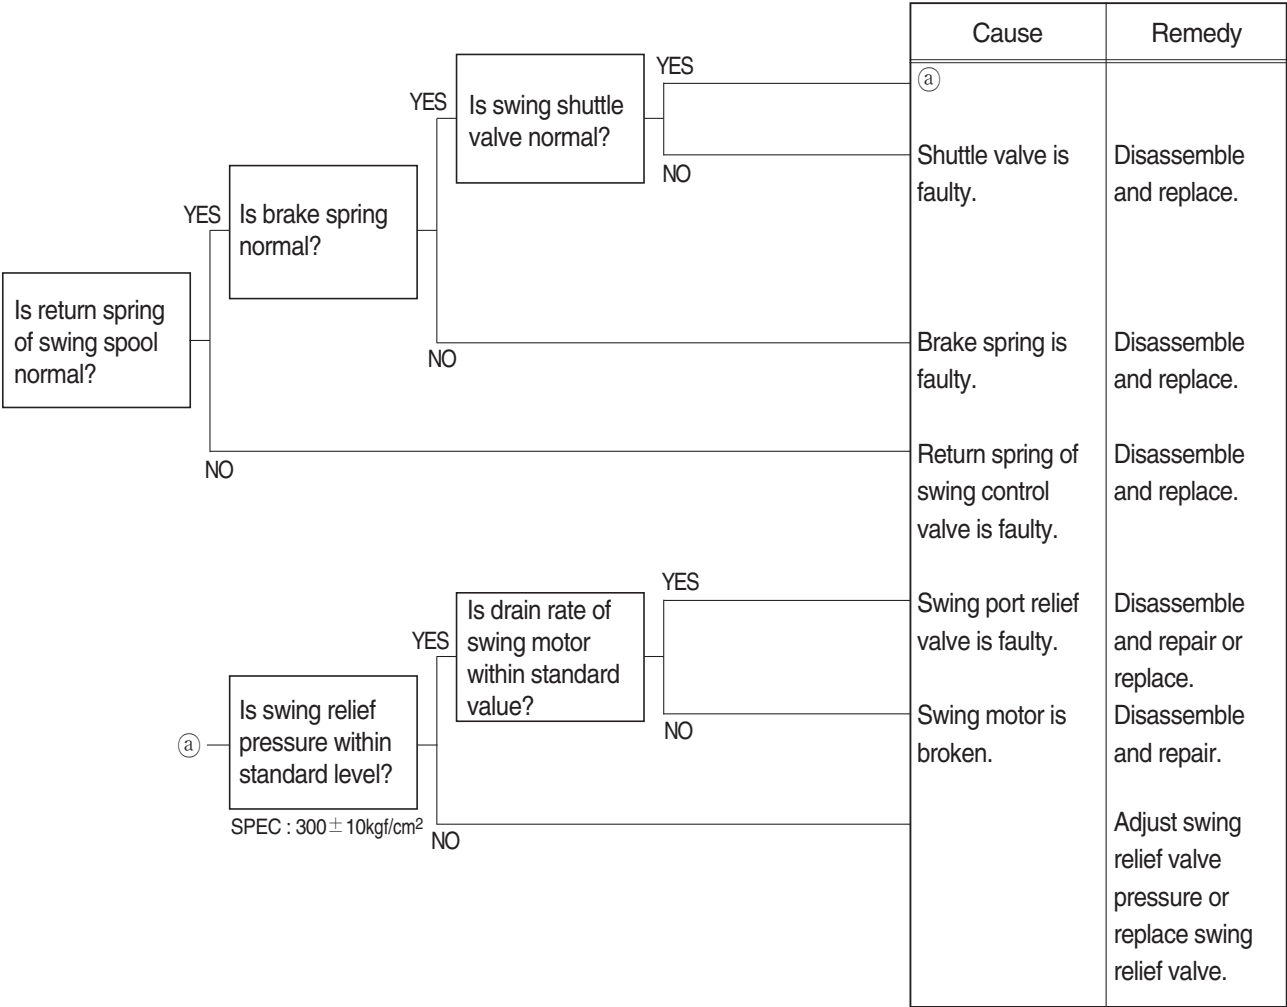 Cause
Remedy
YES
ⓐ
YES
Is swing shuttle
valve normal?
NO
Shuttle valve is
faulty.
Disassemble
and replace.
YES
Is brake spring
normal?
NO
Brake spring is
faulty.
Disassemble
and replace.
Is return spring
of swing spool
normal?
NO
Return spring of
swing control
valve is faulty.
Disassemble
and replace.
YES
Swing port relief
valve is faulty.
Disassemble
and repair or
replace.
YES
Is drain rate of
swing motor
within standard
value?
NO
Swing motor is
broken.
Disassemble
and repair.
ⓐ
Is swing relief
pressure within
standard level?
SPEC : 300±10kgf/cm²
NO
Adjust swing
relief valve
pressure or
replace swing
relief valve.